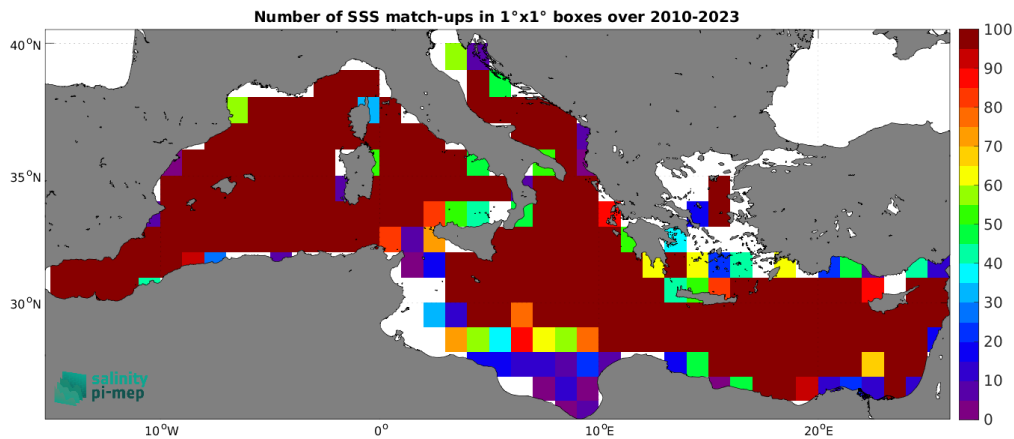 Number of SSS match-ups in 1°x1° boxes over 2010-2023
40°N
35°N
30°N
10°W
0°
10°E
20°E
100
90
80
70
60
50
40
30
20
10
0
salinity
pi-mep